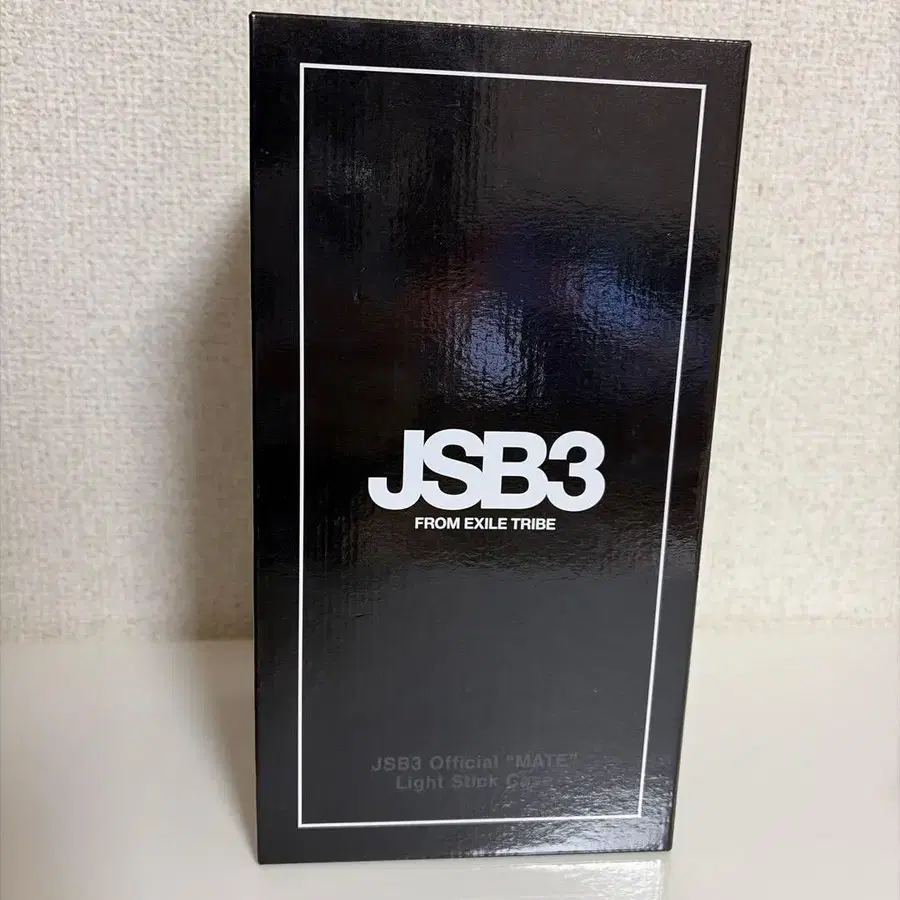 JSB3
FROM EXILE TRIBE
JSB3 Official "MATE"
Light Stick Case